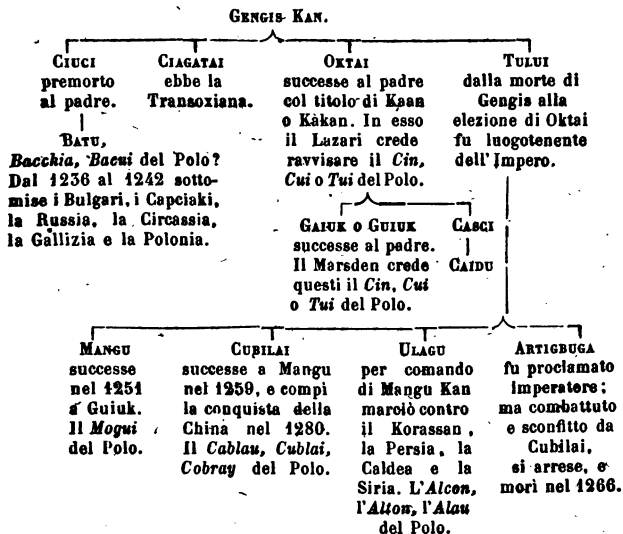 GENGIS KAN.
CIUCI
premorto
al padre.
BATU,
Bacchia, Bacui del Polo?
Dal 1236 al 1242 sotto-
mise i Bulgari, i Capciaki,
la Russia, la Circassia,
la Gallizia e la Polonia.
CIAGATAI
ebbe la
Transoxiana.
OKTAI
successe al padre
col titolo di Kaan
o Kàkan. In esso
il Lazari crede
ravvisare il Cin,
Cui o Tui del Polo.
GAIUK O GUIUK
successe al padre.
Il Marsden crede
questi il Cin, Cui
o Tui del Polo.
CASCI
CAIDU
TULUI
dalla morte di
Gengis alla
elezione di Oktai
fu luogotenente
dell'Impero.
MANGU
successe
nel 1251
a Guiuk.
Il Mogui
del Polo.
CUBILAI
successe a Mangu
nel 1259, e compì
la conquista della
China nel 1280.
Il Cablau, Cublai,
Cobray del Polo.
ULAGU
per comando
di Mangu Kan
marciò contro
il Korassan,
la Persia, la
Caldea e la
Siria. L'Alcon,
l'Alton, l'Alau
del Polo.
ARTIGBUGA
fu proclamato
imperatore;
ma combattuto
e sconfitto da
Cubilai,
si arrese, e
morì nel 1266.